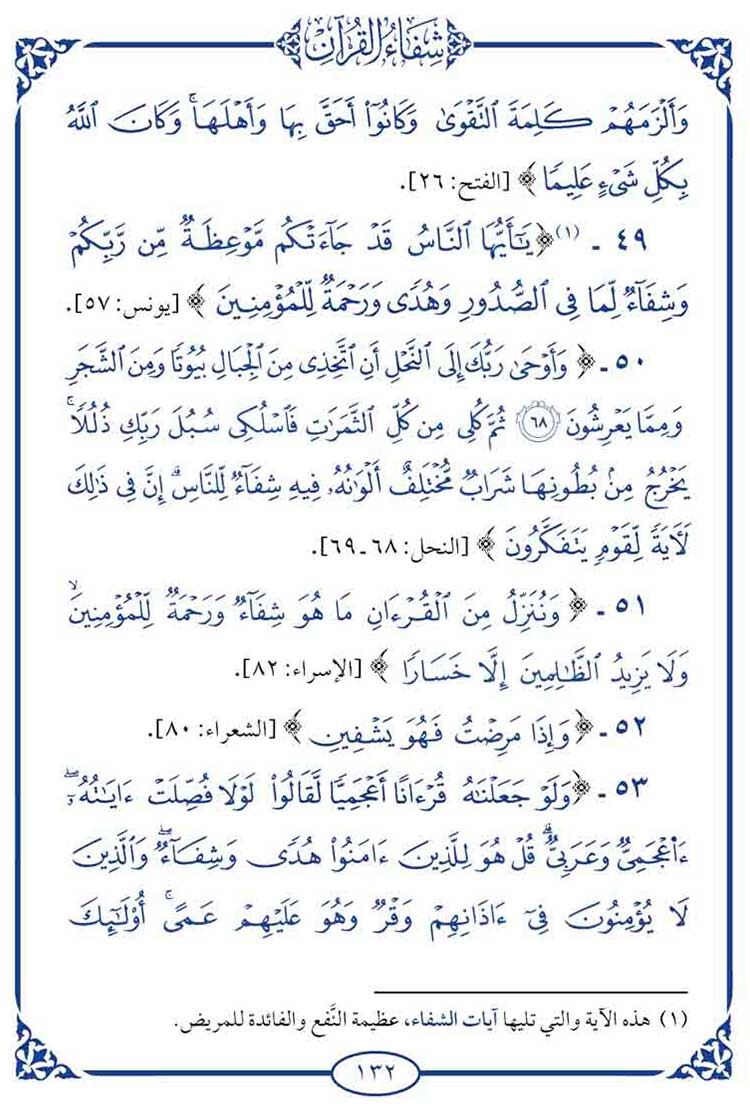 شِفَاءُ القُرْآنِ
وَأَلْزَمَهُمْ كَلِمَةَ ٱلتَّقْوَىٰ وَكَانُوٓا۟ أَحَقَّ بِهَا وَأَهْلَهَا ۚ وَكَانَ ٱللَّهُ
بِكُلِّ شَىْءٍ عَلِيمًا ﴾ [الفتح: ٢٦].
٤٩ ـ (١) ﴿ يَـٰٓأَيُّهَا ٱلنَّاسُ قَدْ جَآءَتْكُم مَّوْعِظَةٌ مِّن رَّبِّكُمْ
وَشِفَآءٌ لِّمَا فِى ٱلصُّدُورِ وَهُدًى وَرَحْمَةٌ لِّلْمُؤْمِنِينَ ﴾ [يونس: ٥٧].
٥٠ ـ ﴿ وَأَوْحَىٰ رَبُّكَ إِلَى ٱلنَّحْلِ أَنِ ٱتَّخِذِى مِنَ ٱلْجِبَالِ بُيُوتًا وَمِنَ ٱلشَّجَرِ
وَمِمَّا يَعْرِشُونَ ٦٨ ثُمَّ كُلِى مِن كُلِّ ٱلثَّمَرَٰتِ فَٱسْلُكِى سُبُلَ رَبِّكِ ذُلُلًا ۚ
يَخْرُجُ مِنۢ بُطُونِهَا شَرَابٌ مُّخْتَلِفٌ أَلْوَٰنُهُۥ فِيهِ شِفَآءٌ لِّلنَّاسِ ۗ إِنَّ فِى ذَٰلِكَ
لَـَٔايَةً لِّقَوْمٍ يَتَفَكَّرُونَ ﴾ [النحل: ٦٨ـ٦٩].
٥١ ـ ﴿ وَنُنَزِّلُ مِنَ ٱلْقُرْءَانِ مَا هُوَ شِفَآءٌ وَرَحْمَةٌ لِّلْمُؤْمِنِينَ ۙ
وَلَا يَزِيدُ ٱلظَّـٰلِمِينَ إِلَّا خَسَارًا ﴾ [الإسراء: ٨٢].
٥٢ ـ ﴿ وَإِذَا مَرِضْتُ فَهُوَ يَشْفِينِ ﴾ [الشعراء: ٨٠].
٥٣ ـ ﴿ وَلَوْ جَعَلْنَـٰهُ قُرْءَانًا أَعْجَمِيًّا لَّقَالُوا۟ لَوْلَا فُصِّلَتْ ءَايَـٰتُهُۥٓ ۖ
ءَا۬عْجَمِىٌّ وَعَرَبِىٌّ ۗ قُلْ هُوَ لِلَّذِينَ ءَامَنُوا۟ هُدًى وَشِفَآءٌ ۖ وَٱلَّذِينَ
لَا يُؤْمِنُونَ فِىٓ ءَاذَانِهِمْ وَقْرٌ وَهُوَ عَلَيْهِمْ عَمًى ۚ أُو۟لَـٰٓئِكَ
(١) هذه الآية والتي تليها آيات الشفاء، عظيمة النَّفع والفائدة للمريض.
١٣٢